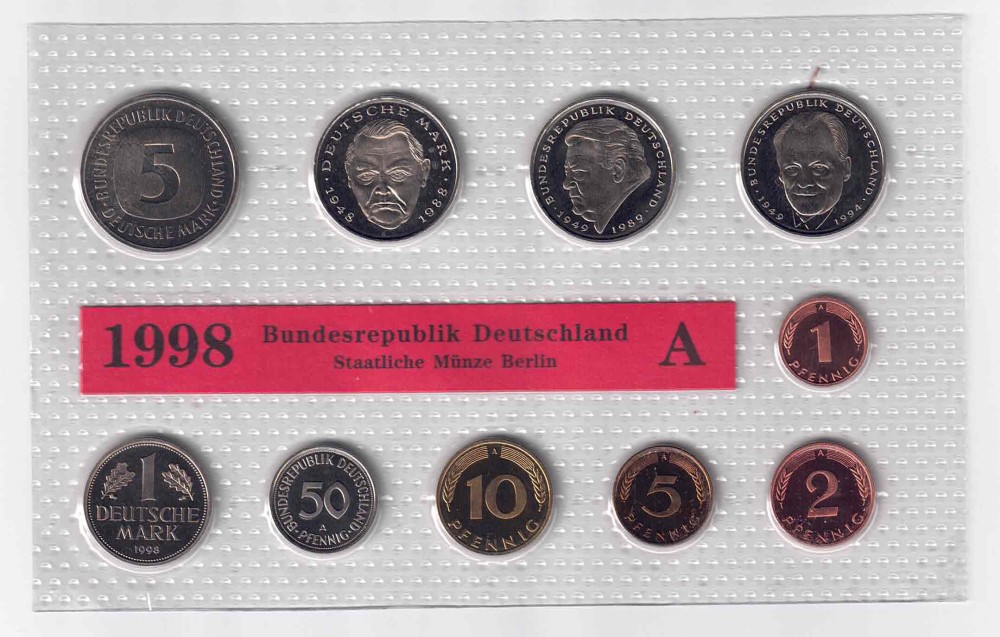 BUNDESREPUBLIK DEUTSCHLAND
5
DEUTSCHE MARK
DEUTSCHE MARK
1948 1988
BUNDESREPUBLIK DEUTSCHLAND
1949 1989
BUNDESREPUBLIK DEUTSCHLAND
1949 1994
1998 Bundesrepublik Deutschland A
Staatliche Münze Berlin
A
1
PFENNIG
1
DEUTSCHE
MARK
1998
BUNDESREPUBLIK DEUTSCHLAND
50
A
PFENNIG
A
10
PFENNIG
A
5
PFENNIG
A
2
PFENNIG